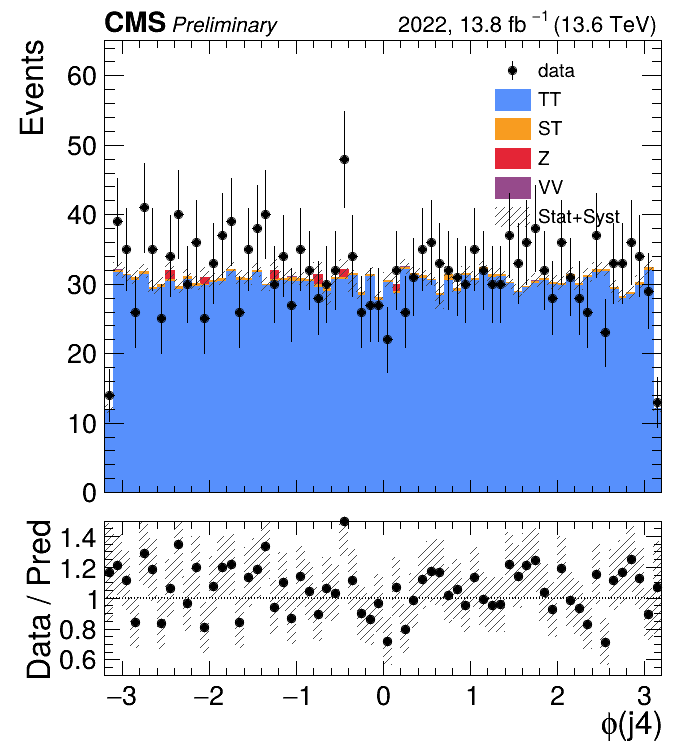 CMS Preliminary 2022, 13.8 fb⁻¹ (13.6 TeV)
Events
60
50
40
30
20
10
0
data
TT
ST
Z
VV
Stat+Syst
Data / Pred
1.4
1.2
1
0.8
0.6
−3 −2 −1 0 1 2 3
ϕ(j4)